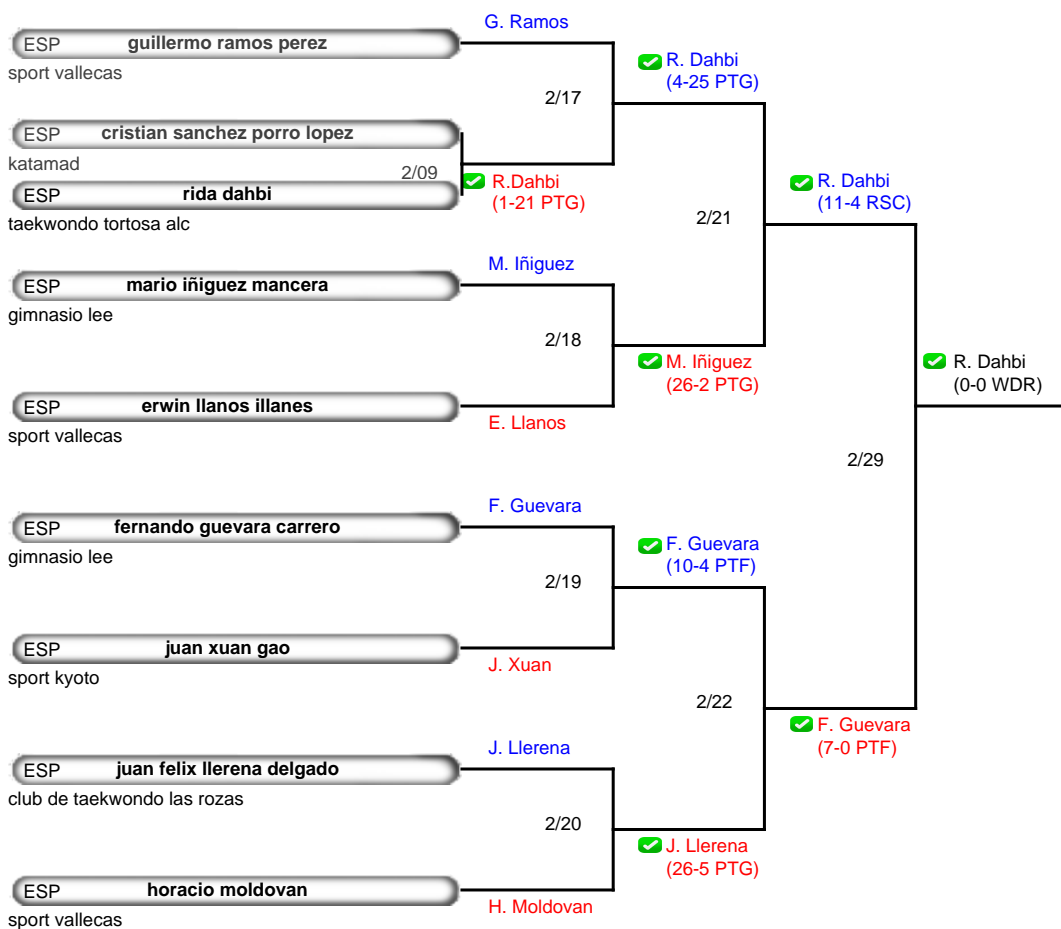 G. Ramos
ESP guillermo ramos perez
sport vallecas
R. Dahbi
(4-25 PTG)
2/17
ESP cristian sanchez porro lopez
katamad
2/09
R.Dahbi
(1-21 PTG)
ESP rida dahbi
taekwondo tortosa alc
R. Dahbi
(11-4 RSC)
2/21
M. Iñiguez
ESP mario iñiguez mancera
gimnasio lee
2/18
M. Iñiguez
(26-2 PTG)
R. Dahbi
(0-0 WDR)
ESP erwin llanos illanes
sport vallecas
E. Llanos
2/29
F. Guevara
ESP fernando guevara carrero
gimnasio lee
F. Guevara
(10-4 PTF)
2/19
ESP juan xuan gao
sport kyoto
J. Xuan
2/22
F. Guevara
(7-0 PTF)
J. Llerena
ESP juan felix llerena delgado
club de taekwondo las rozas
2/20
J. Llerena
(26-5 PTG)
ESP horacio moldovan
sport vallecas
H. Moldovan